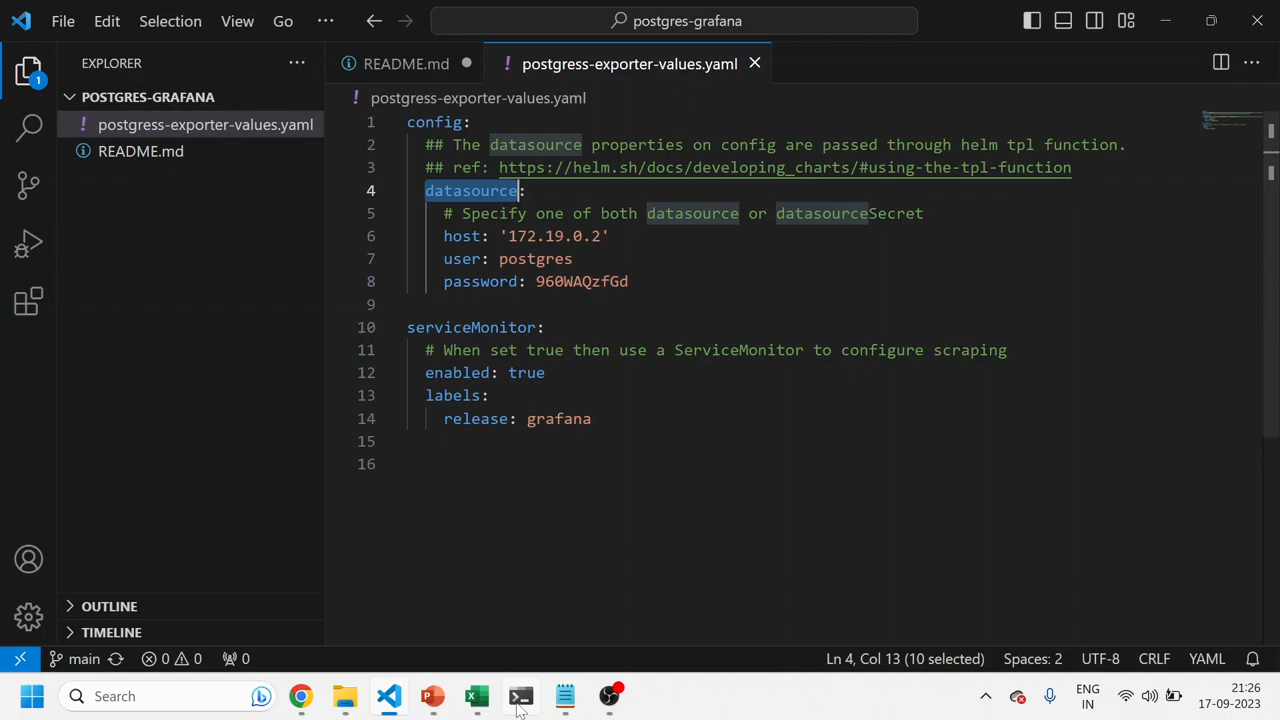 File Edit Selection View Go ··· postgres-grafana
EXPLORER ···
POSTGRES-GRAFANA
! postgress-exporter-values.yaml
README.md
1
README.md
! postgress-exporter-values.yaml
! postgress-exporter-values.yaml
1 config:
2 ## The datasource properties on config are passed through helm tpl function.
3 ## ref: https://helm.sh/docs/developing_charts/#using-the-tpl-function
4 datasource:
5 # Specify one of both datasource or datasourceSecret
6 host: '172.19.0.2'
7 user: postgres
8 password: 960WAQzfGd
9
10 serviceMonitor:
11 # When set true then use a ServiceMonitor to configure scraping
12 enabled: true
13 labels:
14 release: grafana
15
16
OUTLINE
TIMELINE
main 0 0 0 Ln 4, Col 13 (10 selected) Spaces: 2 UTF-8 CRLF YAML
Search
ENG
IN
21:26
17-09-2023